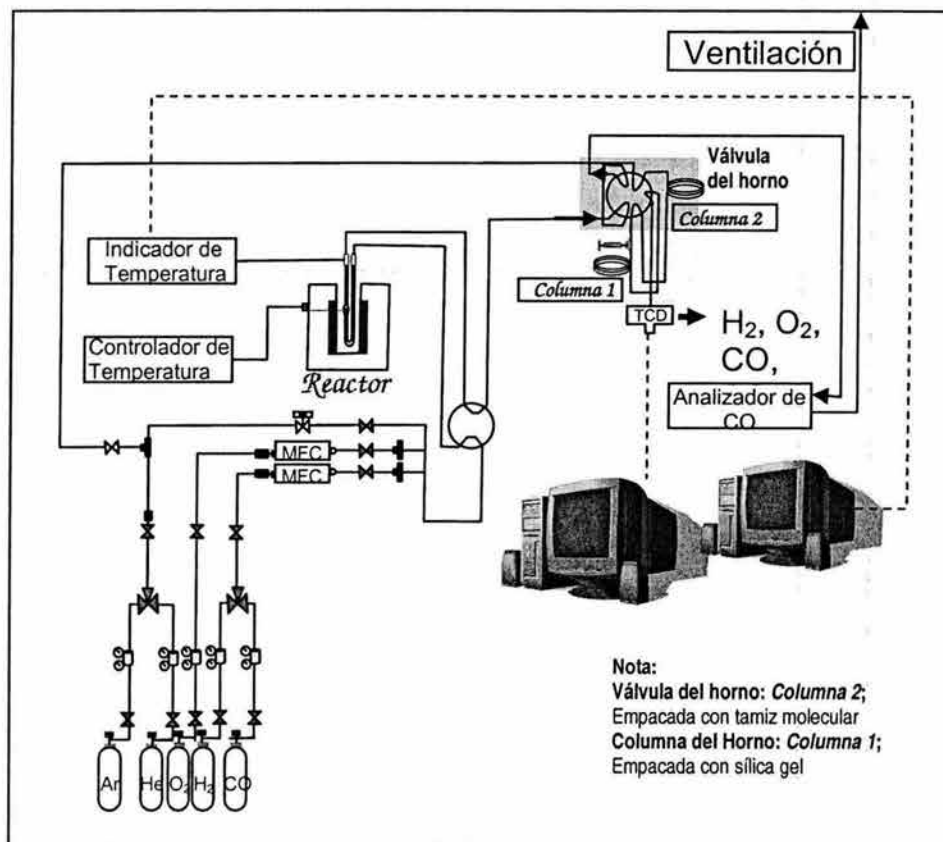 Ventilación
Válvula
del horno
Columna 2
Indicador de
Temperatura
Columna 1
TCD
H₂, O₂,
CO,
Controlador de
Temperatura
Reactor
Analizador de
CO
MFC
MFC
Nota:
Válvula del horno: Columna 2;
Empacada con tamiz molecular
Columna del Horno: Columna 1;
Empacada con sílica gel
Ar
He
O₂
H₂
CO